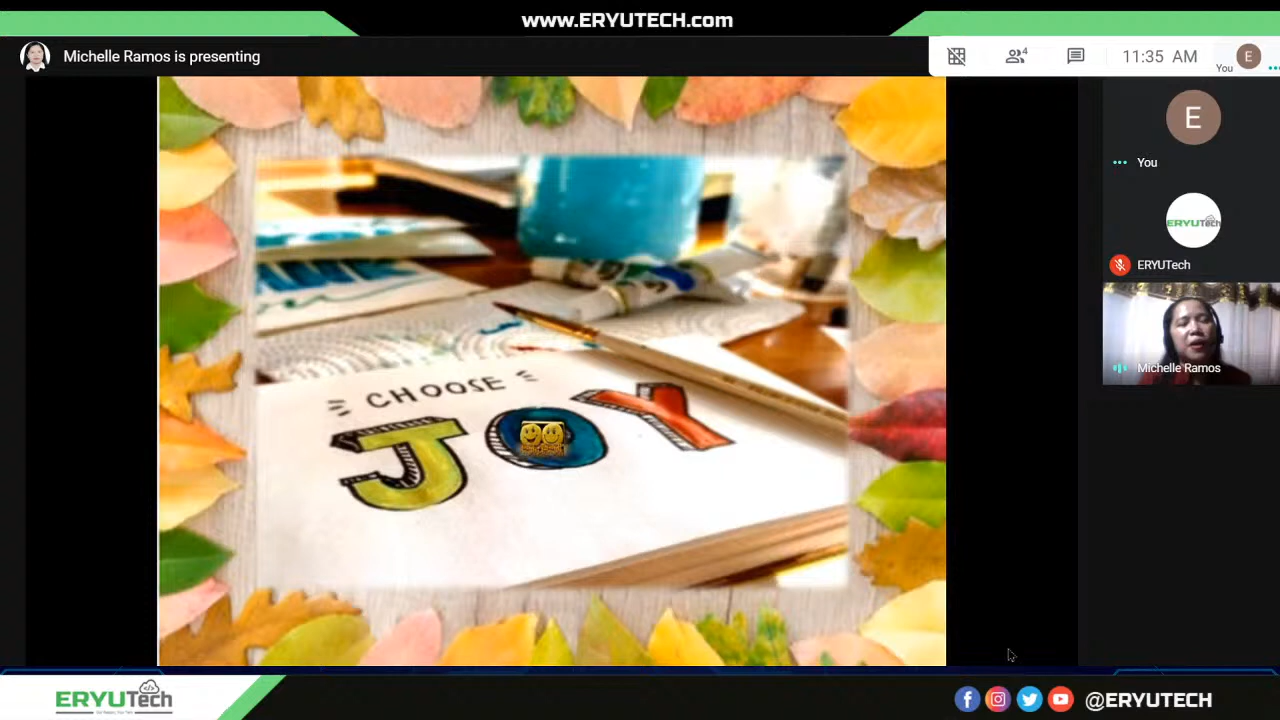 www.ERYUTECH.com
Michelle Ramos is presenting
4
11:35 AM
You
E
E
You
ERYUTech
ERYUTech
Michelle Ramos
CHOOSE
JOY
ERYUTech
@ERYUTECH